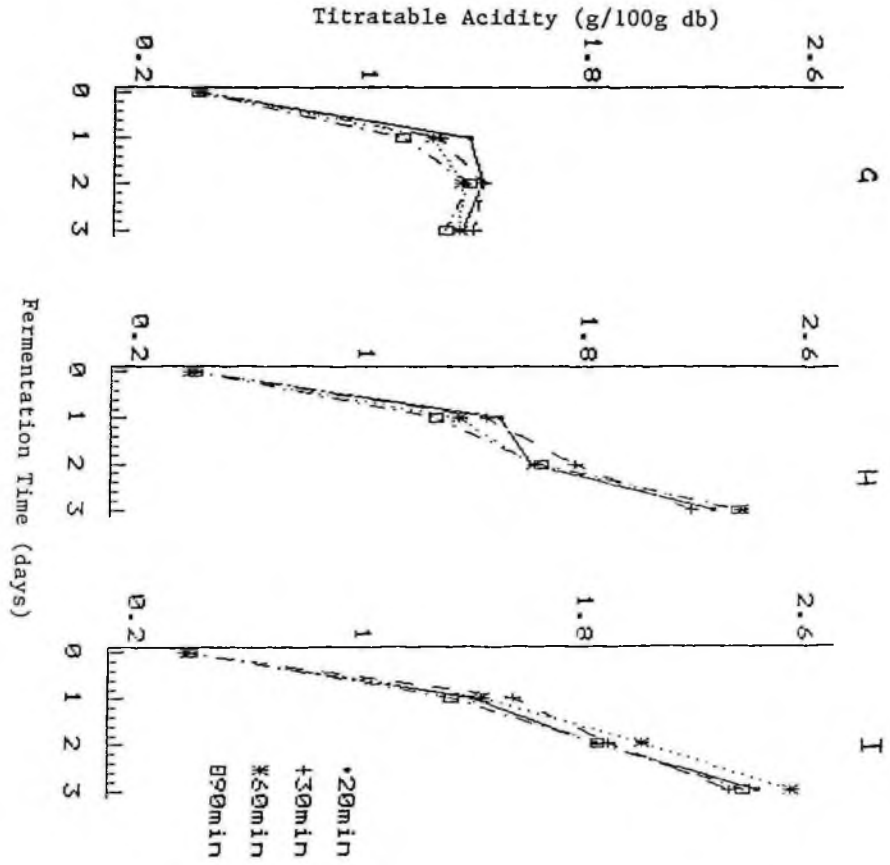 Titratable Acidity (g/100g db)
0.2
1
1.8
2.6
0
1
2
3
G
0.2
1
1.8
2.6
0
1
2
3
H
0.2
1
1.8
2.6
0
1
2
3
I
20min
30min
60min
90min
Fermentation Time (days)